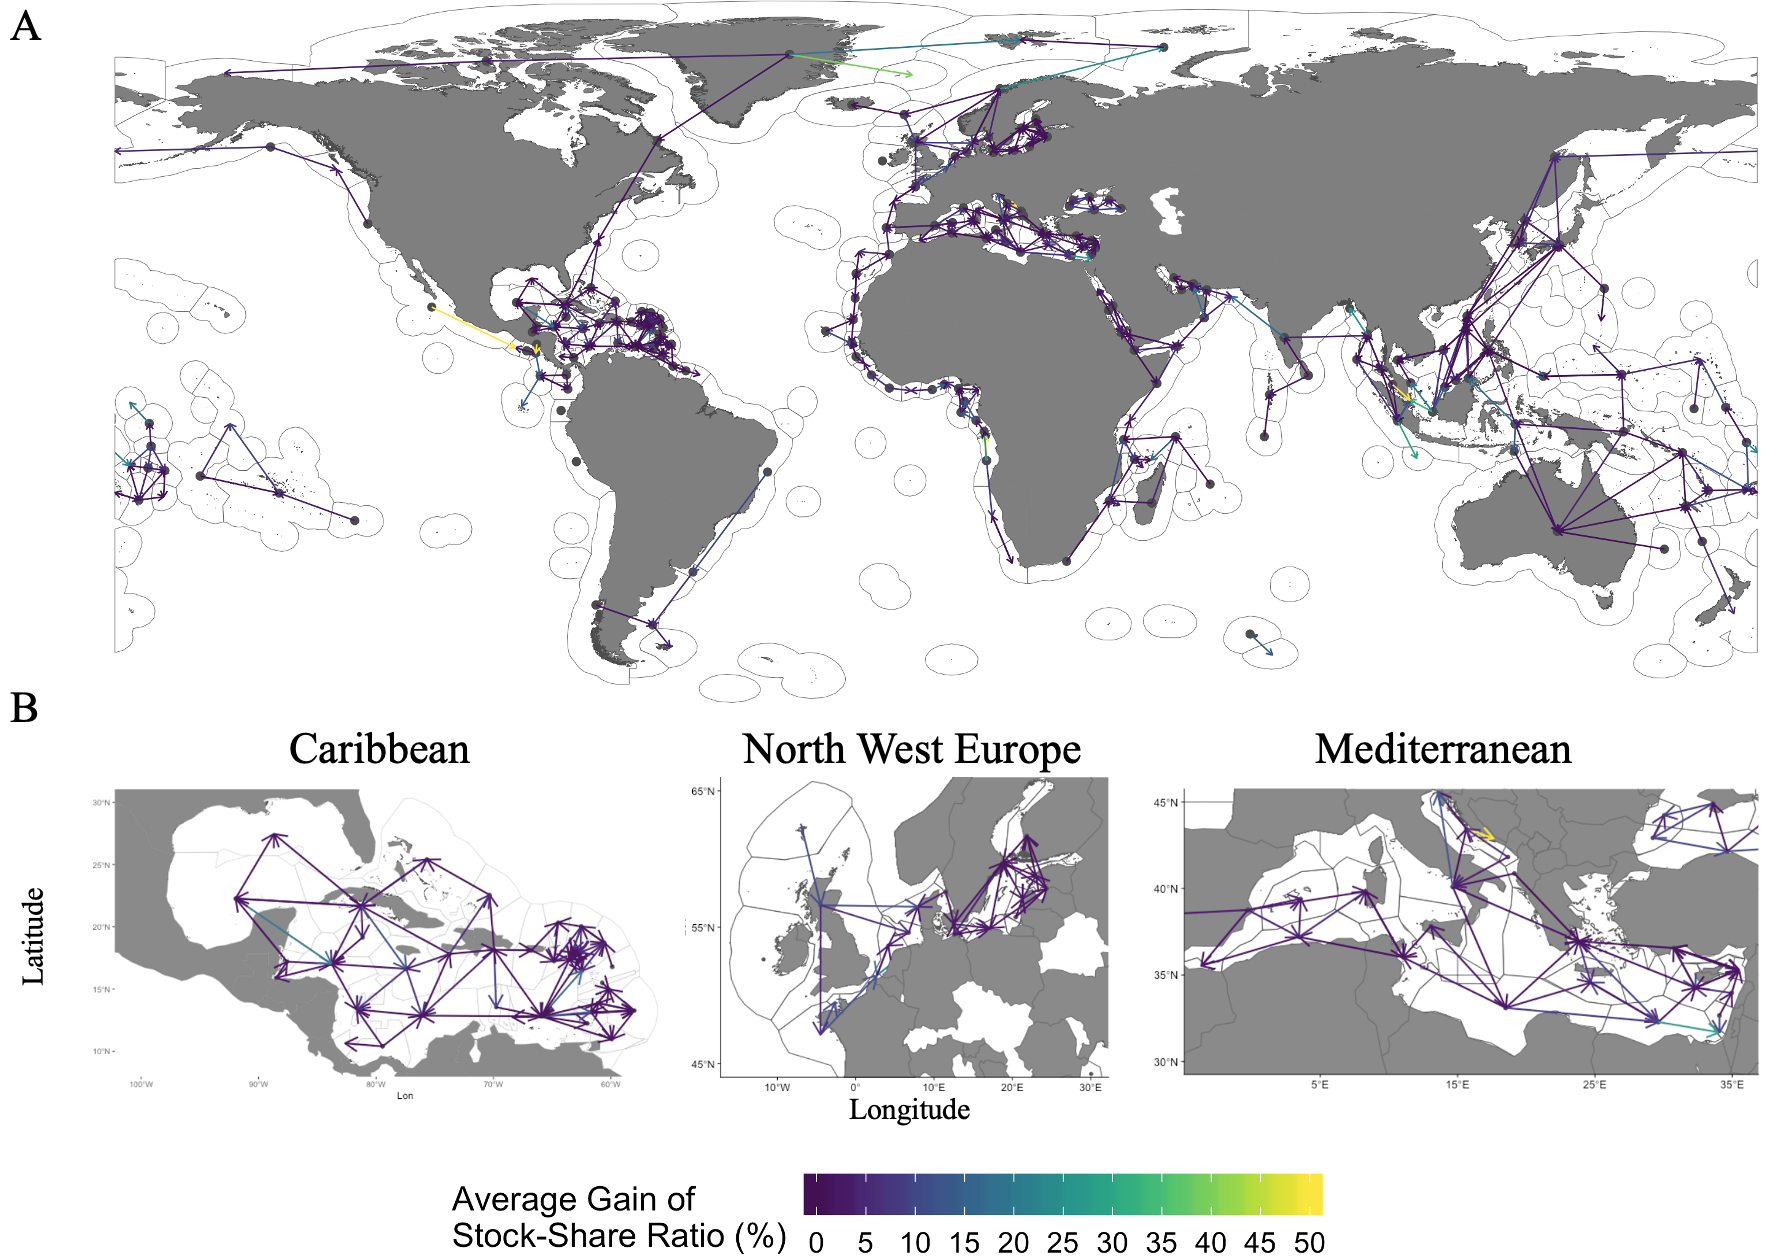 A
B
Caribbean
North West Europe
Mediterranean
Latitude
30°N
25°N
20°N
15°N
10°N
100°W
90°W
80°W
70°W
60°W
Lon
65°N
55°N
45°N
10°W
0°
10°E
20°E
30°E
45°N
40°N
35°N
30°N
5°E
15°E
25°E
35°E
Longitude
Average Gain of
Stock-Share Ratio (%)
0 5 10 15 20 25 30 35 40 45 50